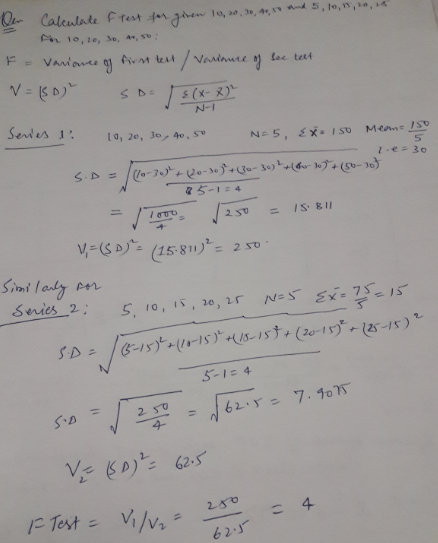 Que Calculate F Test for given 10, 20, 30, 40, 50 and 5, 10, 15, 20, 25
For 10, 20, 30, 40, 50:
F = Variance of first test / Variance of sec test
V = (SD)² S D = √Σ(X-X̄)²/N-1
Series 1: 10, 20, 30, 40, 50 N=5, Σx̄=150 Mean=150/5
i.e=30
S.D = √(10-30)²+(20-30)²+(30-30)²+(40-30)²+(50-30)²/5-1=4
= √1000/4 = √250 = 15.811
V₁=(SD)²= (15.811)² = 250.
Similarly for
Series 2: 5, 10, 15, 20, 25 N=5 Σx̄=75/5=15
S.D = √(5-15)²+(10-15)²+(15-15)²+(20-15)²+(25-15)²/5-1=4
S.D = √250/4 = √62.5 = 7.9075
V₂= (SD)²= 62.5
F Test = V₁/V₂ = 250/62.5 = 4